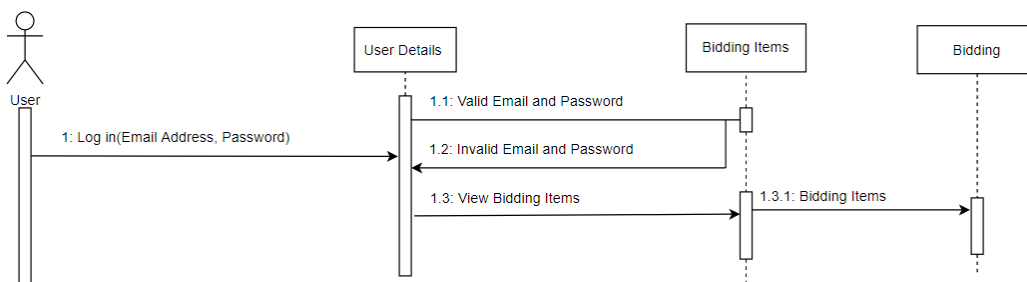 User Details
Bidding Items
Bidding
User
1.1: Valid Email and Password
1: Log in(Email Address, Password)
1.2: Invalid Email and Password
1.3: View Bidding Items
1.3.1: Bidding Items